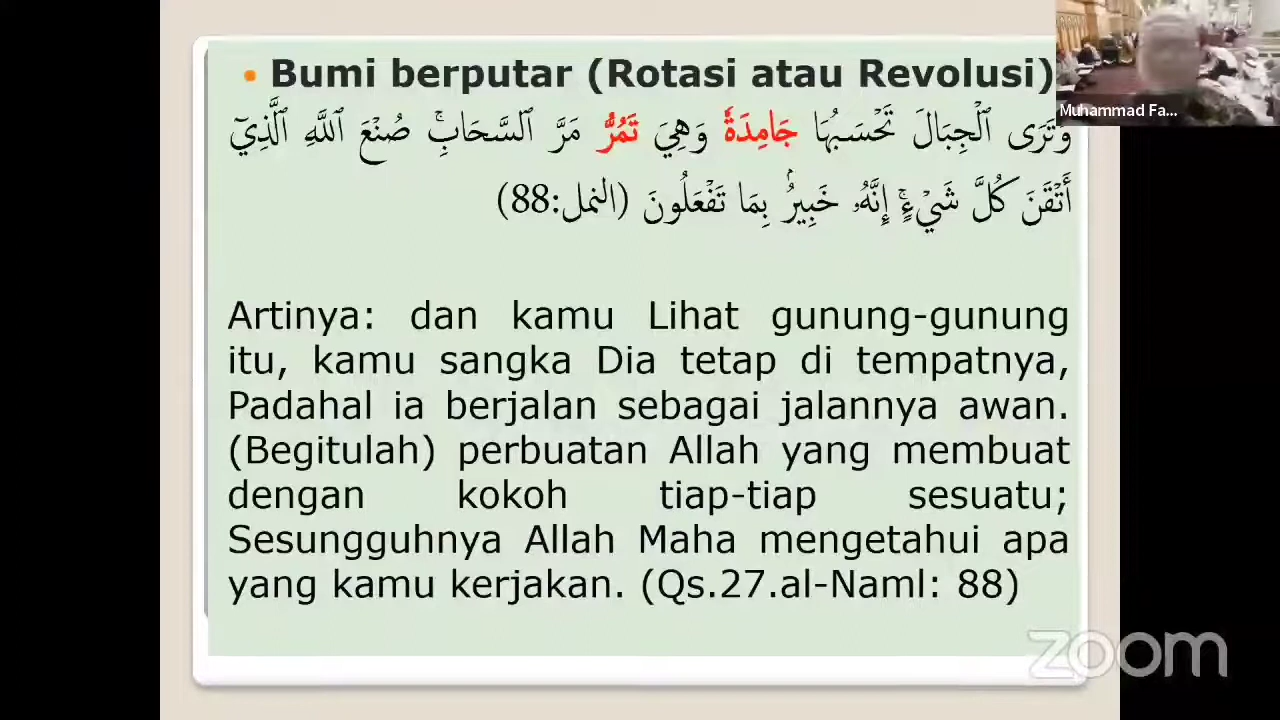 • Bumi berputar (Rotasi atau Revolusi)
وَتَرَى ٱلْجِبَالَ تَحْسَبُهَا جَامِدَةً وَهِيَ تَمُرُّ مَرَّ ٱلسَّحَابِۚ صُنْعَ ٱللَّهِ ٱلَّذِيٓ
أَتْقَنَ كُلَّ شَيْءٍۚ إِنَّهُۥ خَبِيرُۢ بِمَا تَفْعَلُونَ (النمل:88)
Artinya: dan kamu Lihat gunung-gunung
itu, kamu sangka Dia tetap di tempatnya,
Padahal ia berjalan sebagai jalannya awan.
(Begitulah) perbuatan Allah yang membuat
dengan kokoh tiap-tiap sesuatu;
Sesungguhnya Allah Maha mengetahui apa
yang kamu kerjakan. (Qs.27.al-Naml: 88)
Muhammad Fa...
zoom